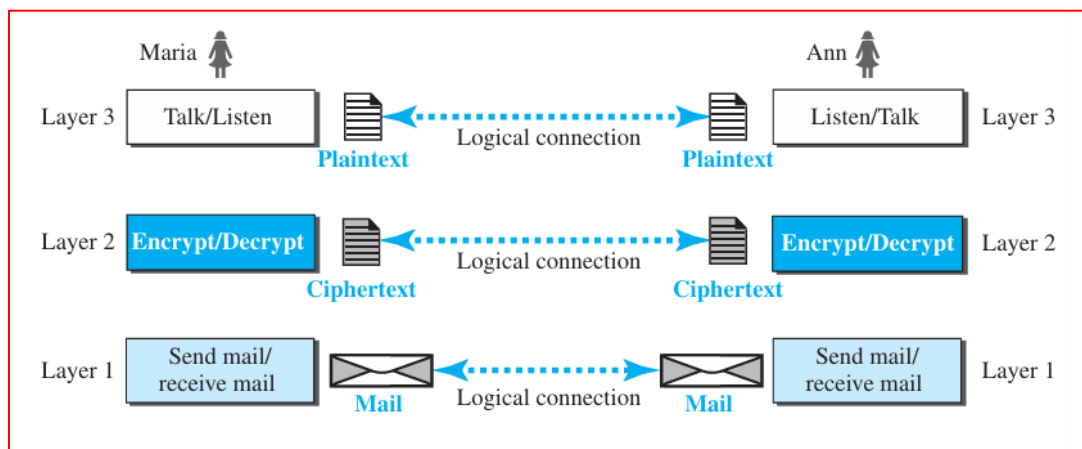 Maria
Ann
Layer 3
Talk/Listen
Logical connection
Listen/Talk
Layer 3
Plaintext
Plaintext
Layer 2
Encrypt/Decrypt
Logical connection
Encrypt/Decrypt
Layer 2
Ciphertext
Ciphertext
Layer 1
Send mail/
receive mail
Logical connection
Send mail/
receive mail
Layer 1
Mail
Mail